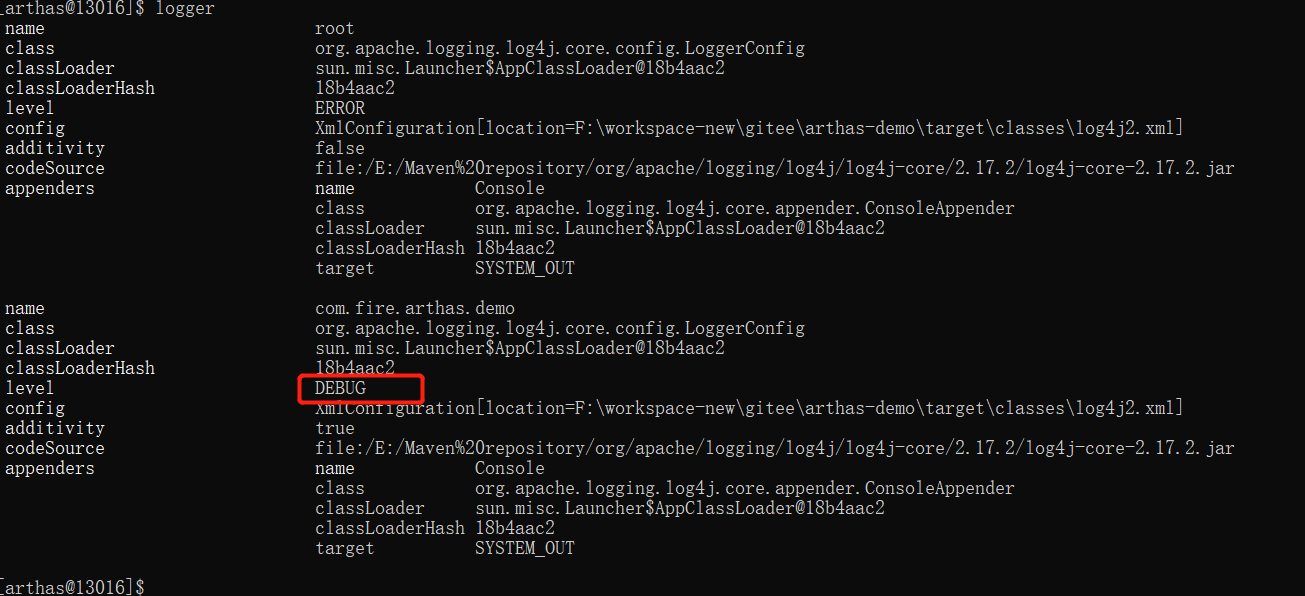 [arthas@13016]$ logger
name root
class org.apache.logging.log4j.core.config.LoggerConfig
classLoader sun.misc.Launcher$AppClassLoader@18b4aac2
classLoaderHash 18b4aac2
level ERROR
config XmlConfiguration[location=F:\workspace-new\gitee\arthas-demo\target\classes\log4j2.xml]
additivity false
codeSource file:/E:/Maven%20repository/org/apache/logging/log4j/log4j-core/2.17.2/log4j-core-2.17.2.jar
appenders name Console
class org.apache.logging.log4j.core.appender.ConsoleAppender
classLoader sun.misc.Launcher$AppClassLoader@18b4aac2
classLoaderHash 18b4aac2
target SYSTEM_OUT
name com.fire.arthas.demo
class org.apache.logging.log4j.core.config.LoggerConfig
classLoader sun.misc.Launcher$AppClassLoader@18b4aac2
classLoaderHash 18b4aac2
level DEBUG
config XmlConfiguration[location=F:\workspace-new\gitee\arthas-demo\target\classes\log4j2.xml]
additivity true
codeSource file:/E:/Maven%20repository/org/apache/logging/log4j/log4j-core/2.17.2/log4j-core-2.17.2.jar
appenders name Console
class org.apache.logging.log4j.core.appender.ConsoleAppender
classLoader sun.misc.Launcher$AppClassLoader@18b4aac2
classLoaderHash 18b4aac2
target SYSTEM_OUT
[arthas@13016]$